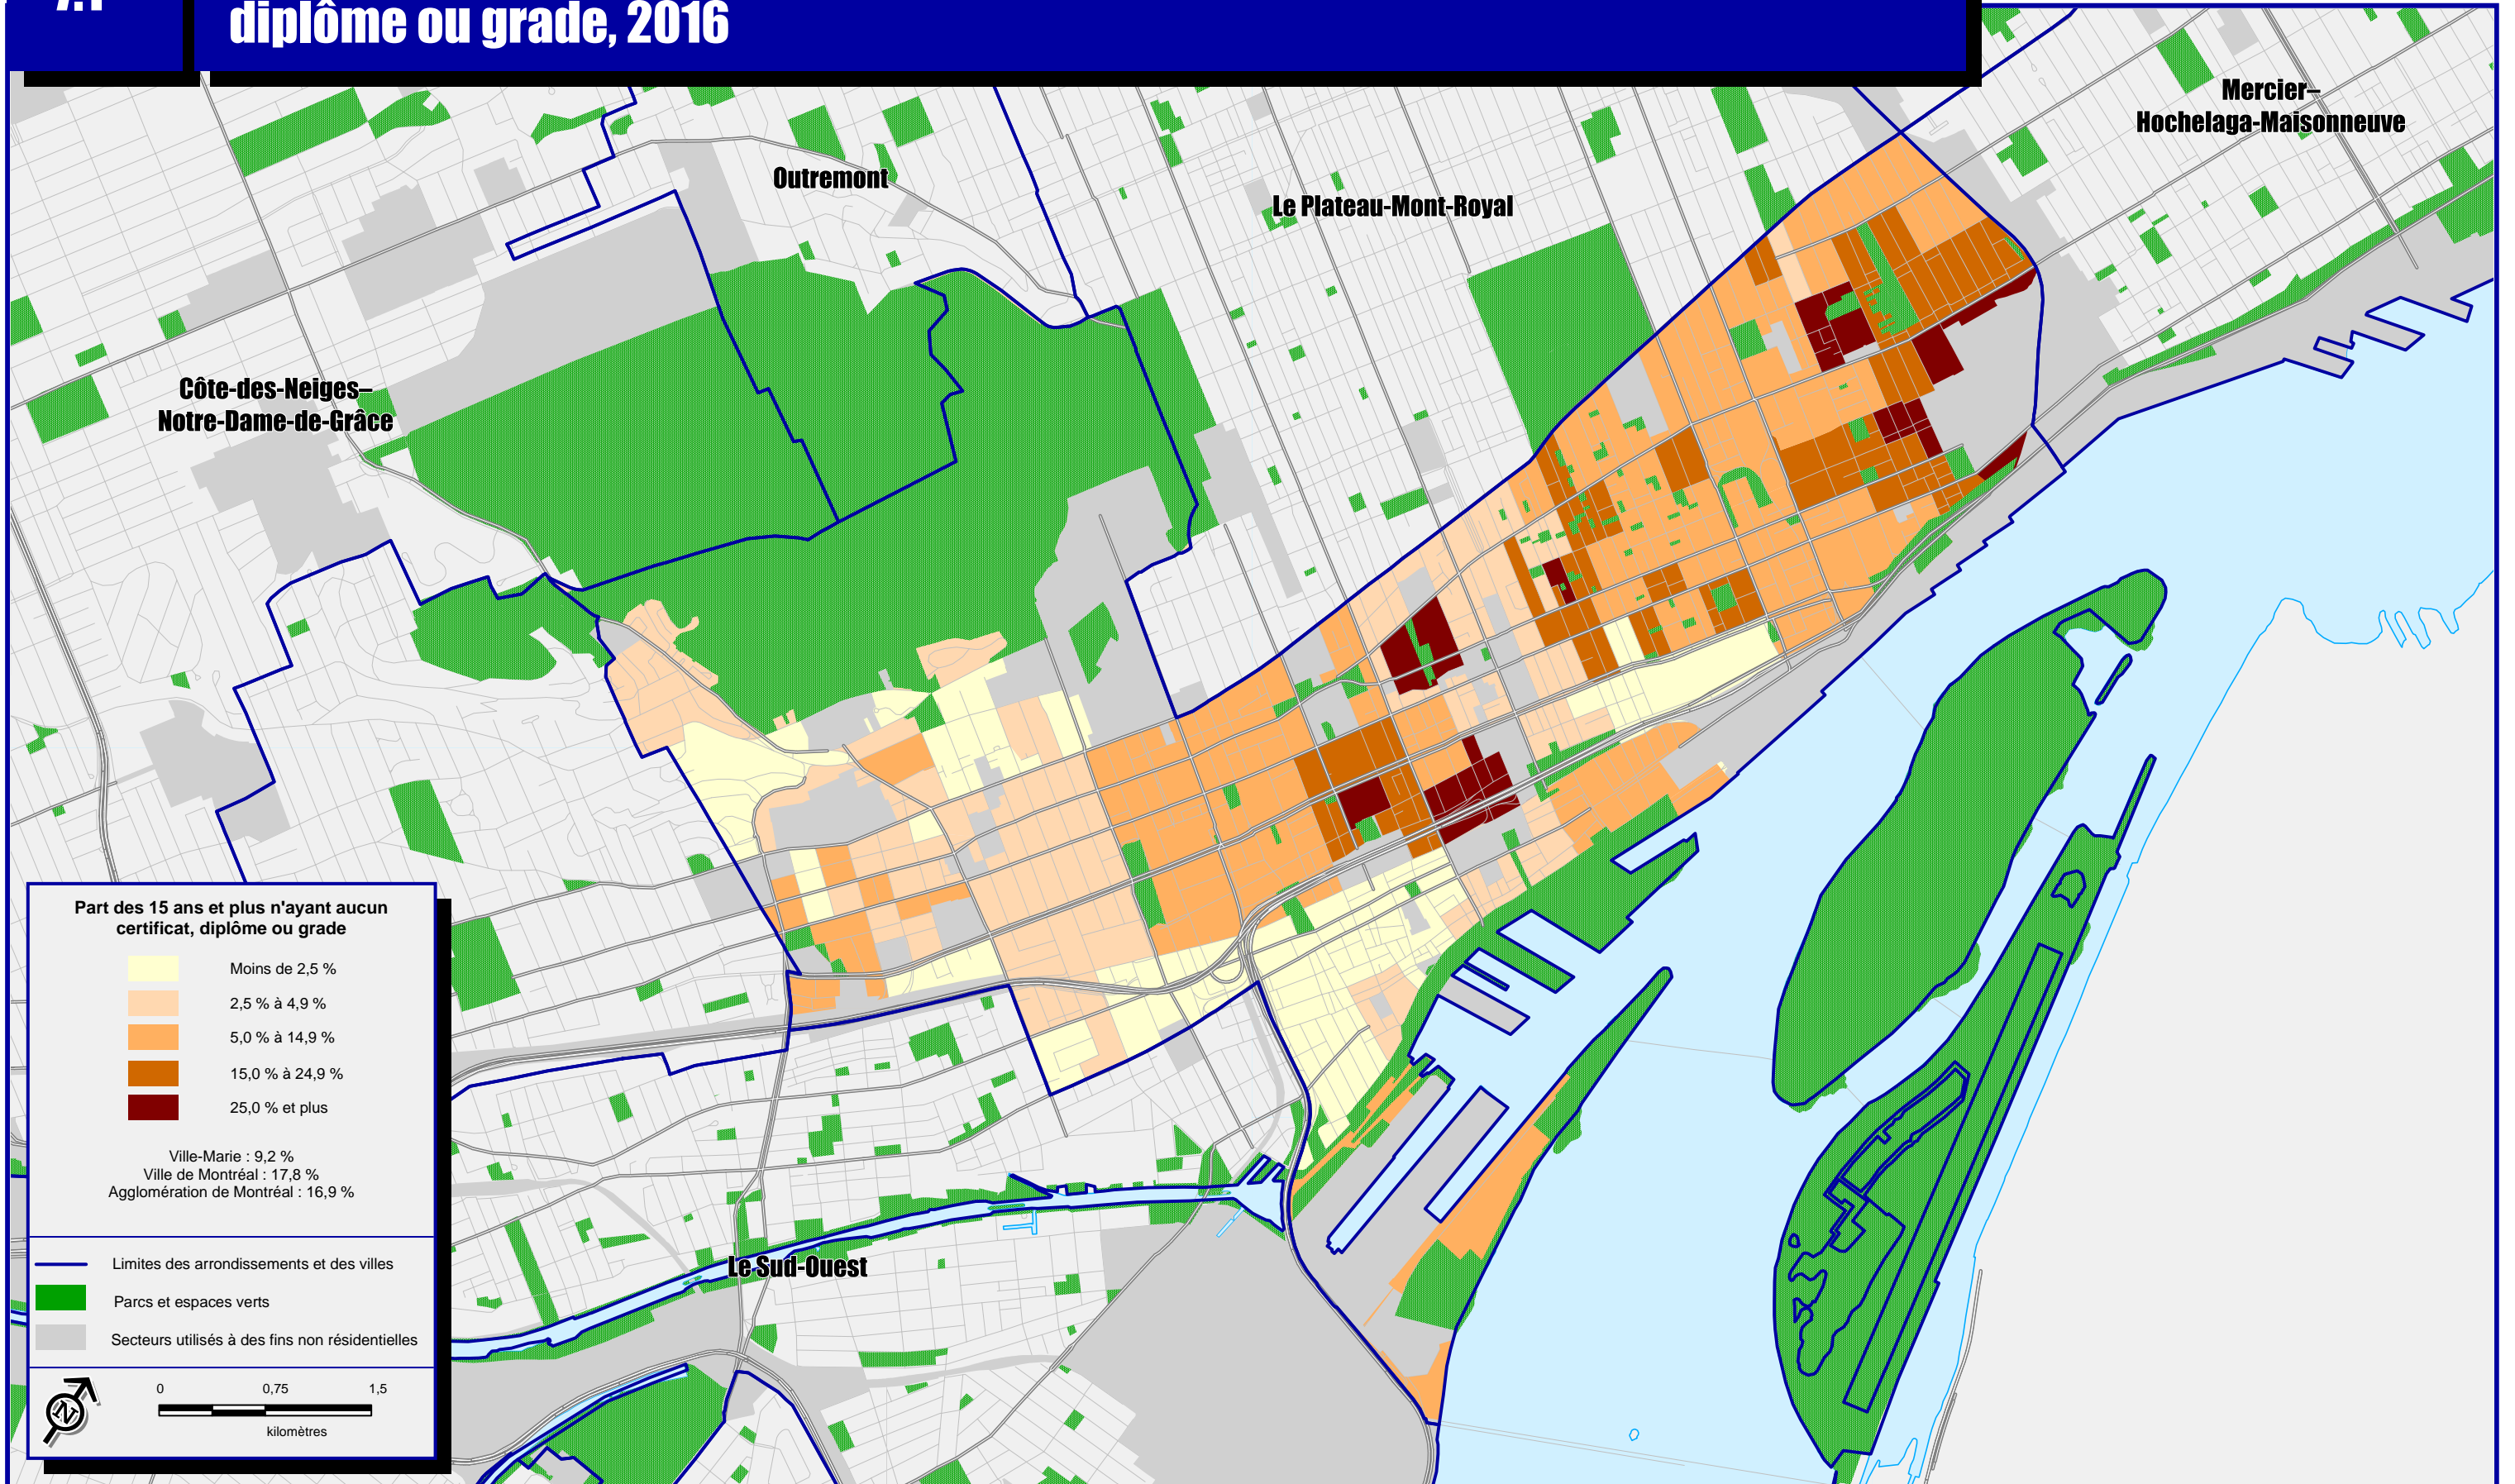 7.1
diplôme ou grade, 2016
Mercier–
Hochelaga-Maisonneuve
Outremont
Le Plateau-Mont-Royal
Côte-des-Neiges–
Notre-Dame-de-Grâce
Part des 15 ans et plus n'ayant aucun
certificat, diplôme ou grade
Moins de 2,5 %
2,5 % à 4,9 %
5,0 % à 14,9 %
15,0 % à 24,9 %
25,0 % et plus
Ville-Marie : 9,2 %
Ville de Montréal : 17,8 %
Agglomération de Montréal : 16,9 %
Le Sud-Ouest
Limites des arrondissements et des villes
Parcs et espaces verts
Secteurs utilisés à des fins non résidentielles
0 0,75 1,5
kilomètres
N